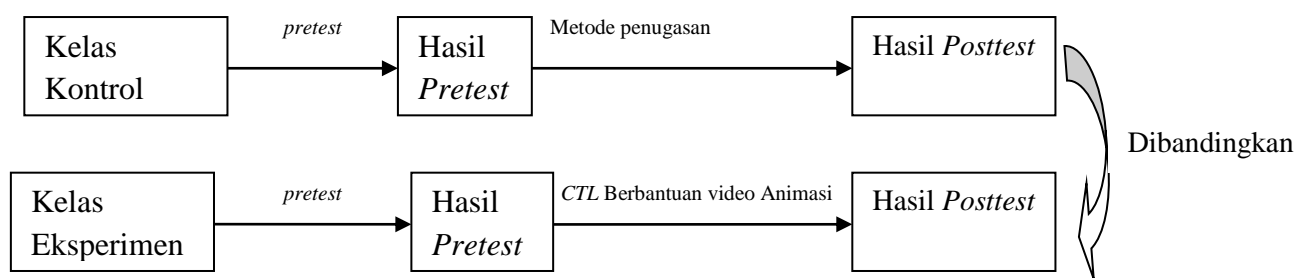 Kelas
Kontrol
pretest
Hasil
Pretest
Metode penugasan
Hasil Posttest
Dibandingkan
Kelas
Eksperimen
pretest
Hasil
Pretest
CTL Berbantuan video Animasi
Hasil Posttest